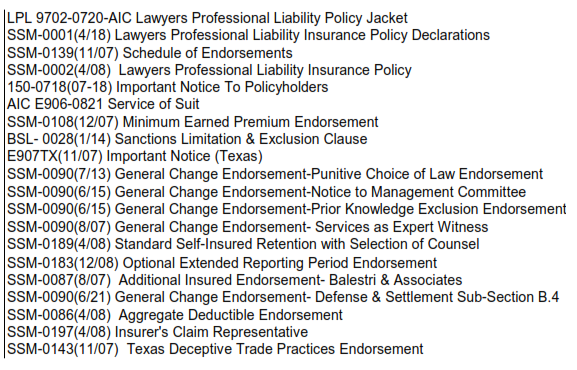 LPL 9702-0720-AIC Lawyers Professional Liability Policy Jacket
SSM-0001(4/18) Lawyers Professional Liability Insurance Policy Declarations
SSM-0139(11/07) Schedule of Endorsements
SSM-0002(4/08)  Lawyers Professional Liability Insurance Policy
150-0718(07-18) Important Notice To Policyholders
AIC E906-0821 Service of Suit
SSM-0108(12/07) Minimum Earned Premium Endorsement
BSL- 0028(1/14) Sanctions Limitation & Exclusion Clause
E907TX(11/07) Important Notice (Texas)
SSM-0090(7/13) General Change Endorsement-Punitive Choice of Law Endorsement
SSM-0090(6/15) General Change Endorsement-Notice to Management Committee
SSM-0090(6/15) General Change Endorsement-Prior Knowledge Exclusion Endorsement
SSM-0090(8/07) General Change Endorsement- Services as Expert Witness
SSM-0189(4/08) Standard Self-Insured Retention with Selection of Counsel
SSM-0183(12/08) Optional Extended Reporting Period Endorsement
SSM-0087(8/07)  Additional Insured Endorsement- Balestri & Associates
SSM-0090(6/21) General Change Endorsement- Defense & Settlement Sub-Section B.4
SSM-0086(4/08)  Aggregate Deductible Endorsement
SSM-0197(4/08) Insurer's Claim Representative
SSM-0143(11/07)  Texas Deceptive Trade Practices Endorsement